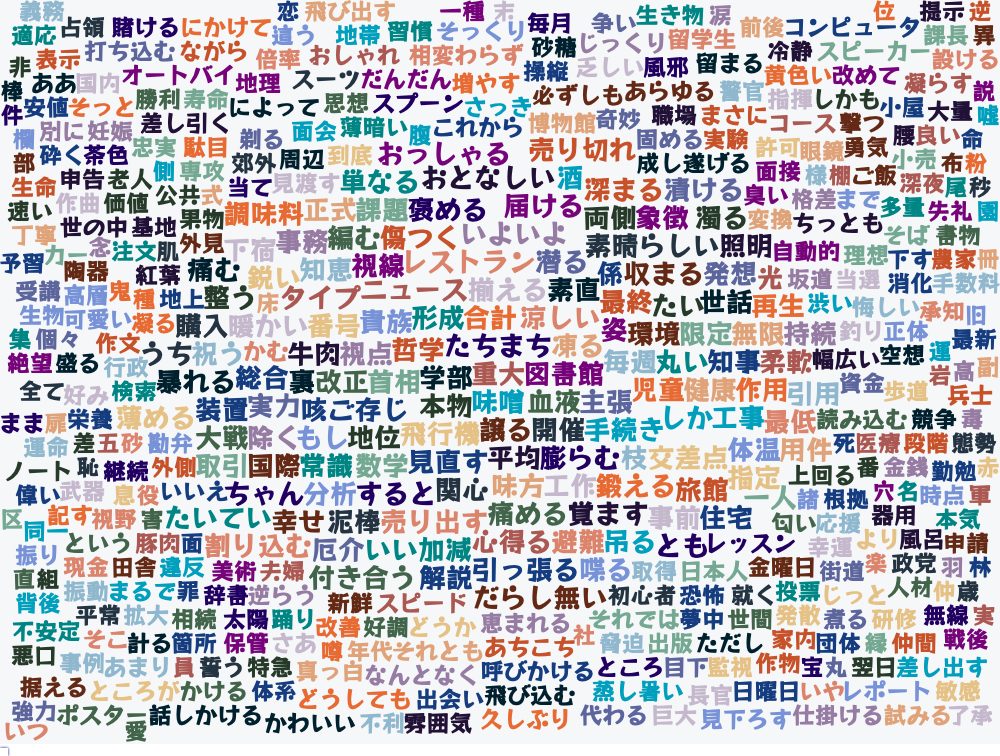 義務 恋 飛び出す 一種 末 毎月 争い 生き物 涙 位 提示 逆
適応 占領 賭ける にかけて 違う 地帯 習慣 そっくり 砂糖 じっくり 留学生 前後 コンピュータ 課長 異
非 表示 打ち込む ながら 倍率 おしゃれ 相変わらず 操縦 乏しい 風邪 留まる 冷静 スピーカー 設ける
棒 ああ 国内 オートバイ 地理 スーツ だんだん 増やす 黄色い 改めて 凝らす 説
件 安値 そっと 勝利 寿命 によって 思想 スプーン さっき 必ずしも あらゆる 警官 指揮 しかも 小屋 大量 嘘
欄 別に 妊娠 差し引く 剃る 面会 薄暗い 腹 これから 博物館 奇妙 職場 まさに コース 撃つ 腰 良い 命
部 砕く 茶色 忠実 駄目 郊外 周辺 到底 おっしゃる 売り切れ 固める 実験 許可 眼鏡 勇気 小売 布 粉
生命 申告 老人 側 専攻 当て 見渡す 単なる おとなしい 酒 成し遂げる 面接 様 棚 ご飯 深夜 尾 秒
速い 作曲 価値 公共 式 調味料 正式 課題 褒める 届ける 深まる 漬ける 臭い 格差 まで 多量 失礼 園
丁寧 世の中 基地 果物 両側 象徴 濁る 変換 ちっとも そば 書物
カー 念 注文 肌 外見 下宿 事務 編む 傷つく いよいよ 素晴らしい 照明 自動的 理想 下す 農家 冊
予習 陶器 紅葉 痛む 鋭い 知恵 視線 レストラン 潜る 係 収まる 発想 光 坂道 当選 消化 手数料
受講 高層 鬼 種 地上 整う 床 タイプ ニュース 揃える 素直 最終 たい 世話 再生 渋い 悔しい 承知 旧
生物 可愛い 凝る 購入 暖かい 番号 貴族 形成 合計 涼しい 姿 環境 限定 無限 持続 釣り 正体 最新
集 個々 作文 うち 祝う かむ 牛肉 視点 哲学 たちまち 凍る 毎週 丸い 知事 柔軟 幅広い 空想 運
絶望 盛る 行政 暴れる 総合 裏 改正 首相 学部 重大 図書館 岩 高 副
全て 好み 検索 児童 健康 作用 引用 資金 歩道 兵士
まま 扉 栄養 薄める 装置 実力 咳 ご存じ 本物 味噌 血液 主張 しか 工事 最低 読み込む 競争 毒
運命 差 五 砂 勘弁 大戦 除く もし 地位 飛行機 譲る 開催 手続き 体温 用件 死 医療 段階 態勢
ノート 恥 継続 外側 取引 国際 常識 数学 見直す 平均 膨らむ 枝 文 交差点 指定 上回る 番 金銭 勤勉 赤
偉い 武器 息 役 いいえ ちゃん 分析 すると 関心 味方 工作 鍛える 旅館 一人 諸 根拠 穴 名 時点 軍
区 同一 記す 視野 害 たいてい 幸せ 泥棒 売り出す 痛める 覚ます 事前 住宅 匂い 応援 器用 本気
振り という 豚肉 面 割り込む 厄介 いい加減 心得る 避難 吊る とも レッスン 幸運 より 風呂 申請
直 組 現金 田舎 違反 美術 夫婦 付き合う 解説 引っ張る 喋る 取得 日本人 金曜日 街道 楽 政党 羽 林
背後 振動 まるで 罪 辞書 逆らう 新鮮 スピード だらし無い 初心者 恐怖 就く 投票 じっと 人材 仲 歳
不安定 平常 拡大 相続 太陽 踊り 改善 好調 どうか 恵まれる それでは 夢中 世間 発散 煮る 研修 無線 実
悪口 そこ 計る 箇所 保管 さあ 噂 年代 それとも あちこち 社 脅迫 出版 ただし 家内 団体 縁 仲間 戦後
事例 あまり 員 誓う 特急 真っ白 なんとなく 呼びかける ところ 目下 監視 作物 宝 丸 翌日 差し出す
据える ところが かける 体系 どうしても 出会い 飛び込む 蒸し暑い 長官 日曜日 いや レポート 敏感
強力 ポスター 話しかける かわいい 不利 雰囲気 久しぶり 代わる 巨大 見下ろす 仕掛ける 試みる 了承
いつ 愛